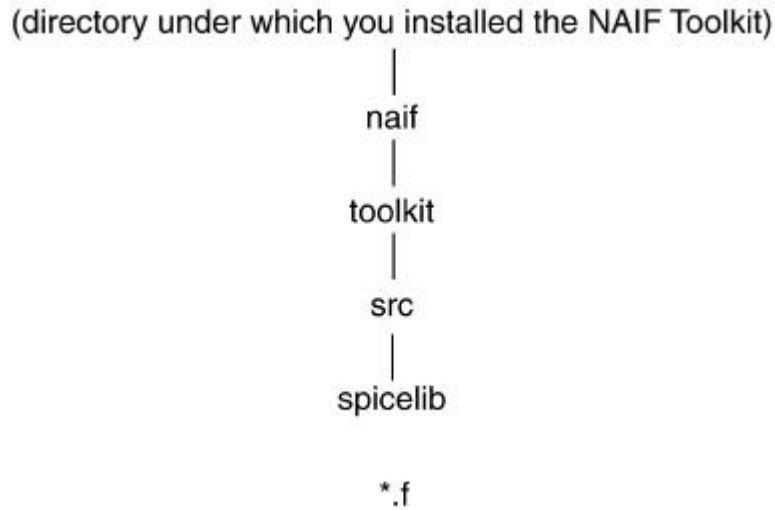 (directory under which you installed the NAIF Toolkit)
naif
toolkit
src
spicelib
*.f